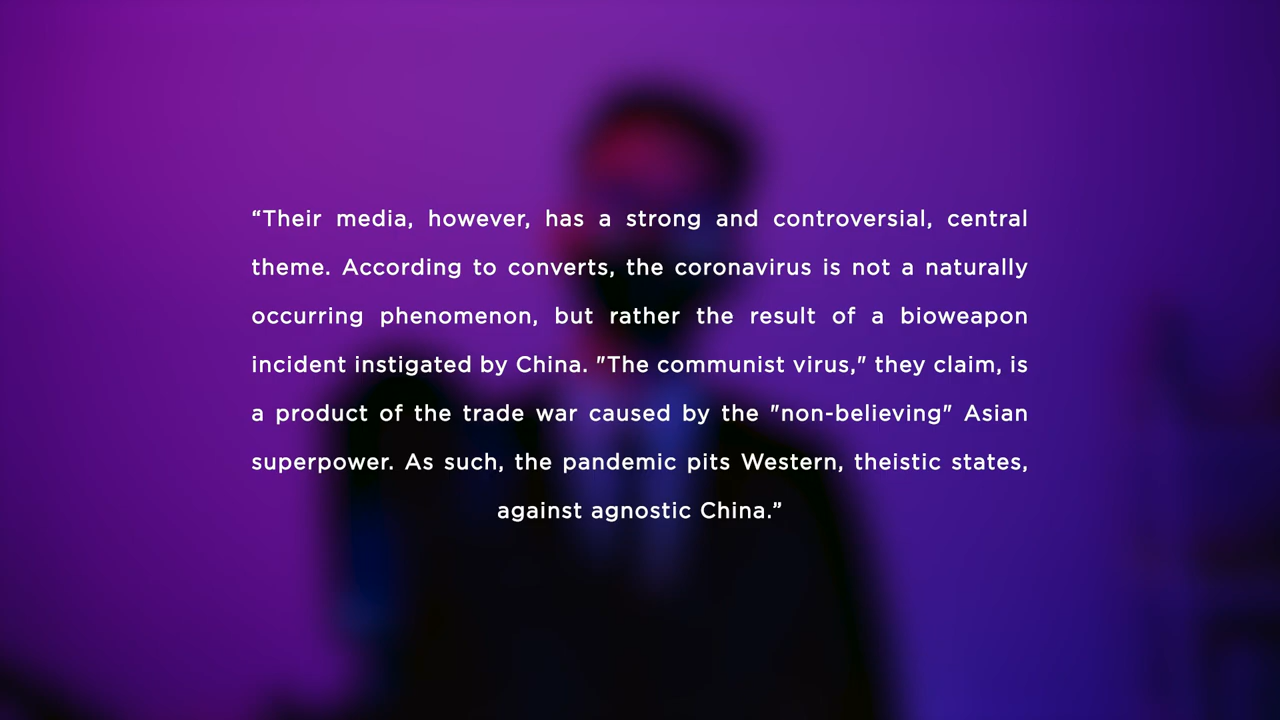 “Their media, however, has a strong and controversial, central
theme. According to converts, the coronavirus is not a naturally
occurring phenomenon, but rather the result of a bioweapon
incident instigated by China. "The communist virus," they claim, is
a product of the trade war caused by the "non-believing" Asian
superpower. As such, the pandemic pits Western, theistic states,
against agnostic China.”